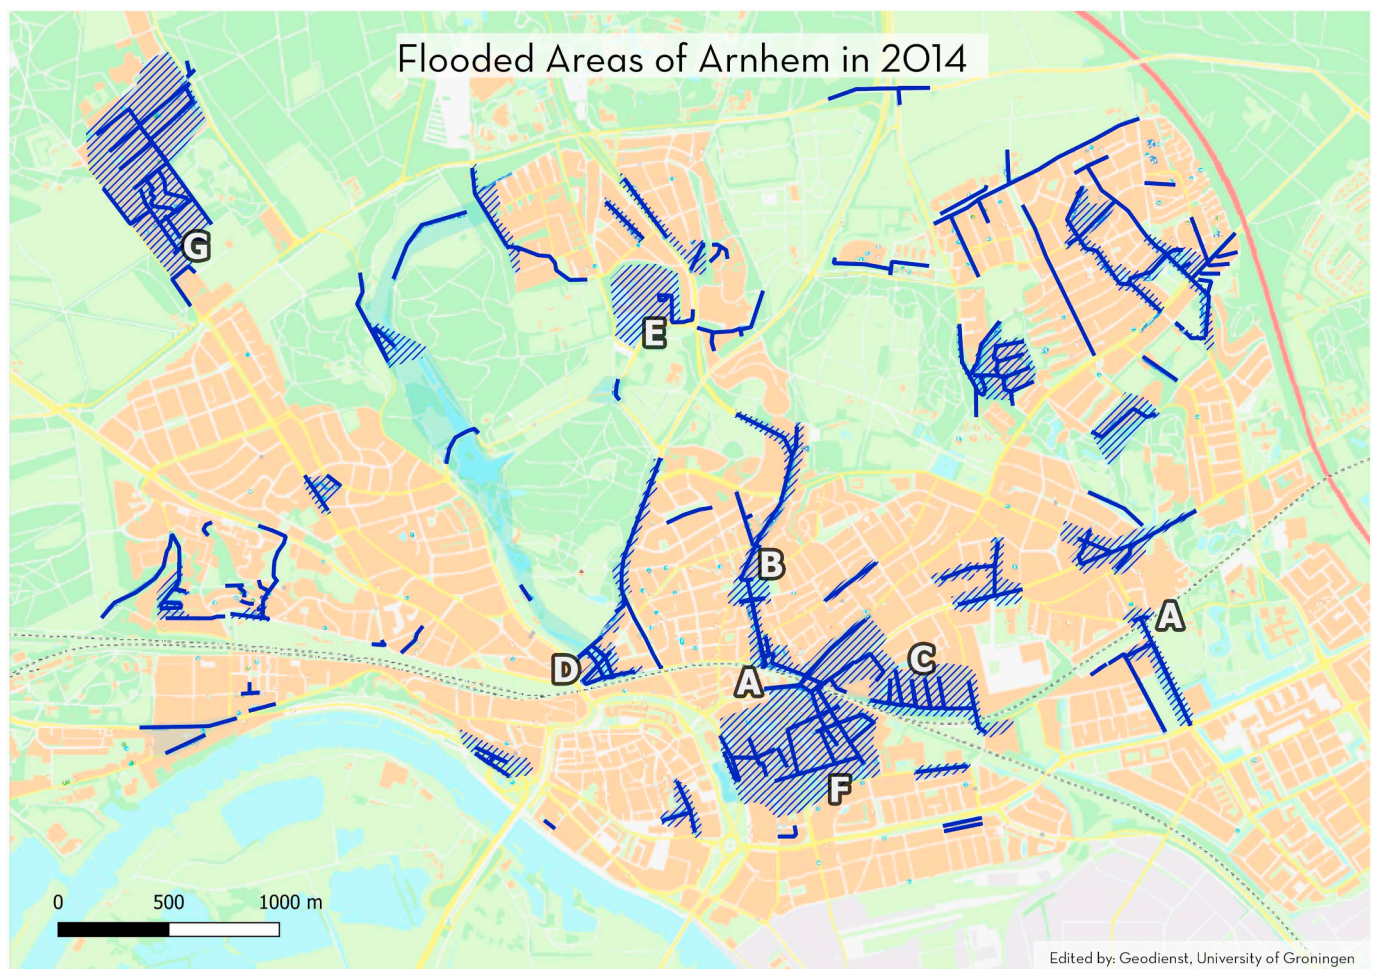 Flooded Areas of Arnhem in 2014
G
E
B
A
C
D
A
F
0 500 1000 m
Edited by: Geodienst, University of Groningen